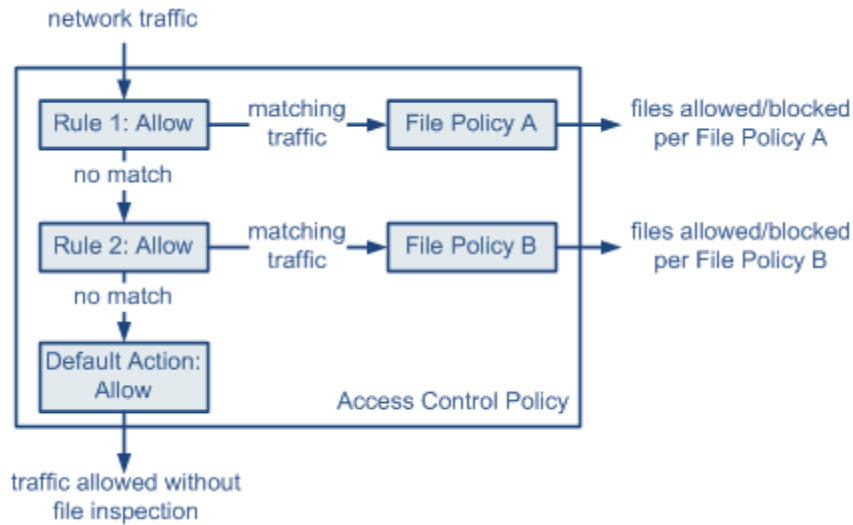 network traffic
Rule 1: Allow
matching
traffic
File Policy A
files allowed/blocked
per File Policy A
no match
Rule 2: Allow
matching
traffic
File Policy B
files allowed/blocked
per File Policy B
no match
Default Action:
Allow
Access Control Policy
traffic allowed without
file inspection